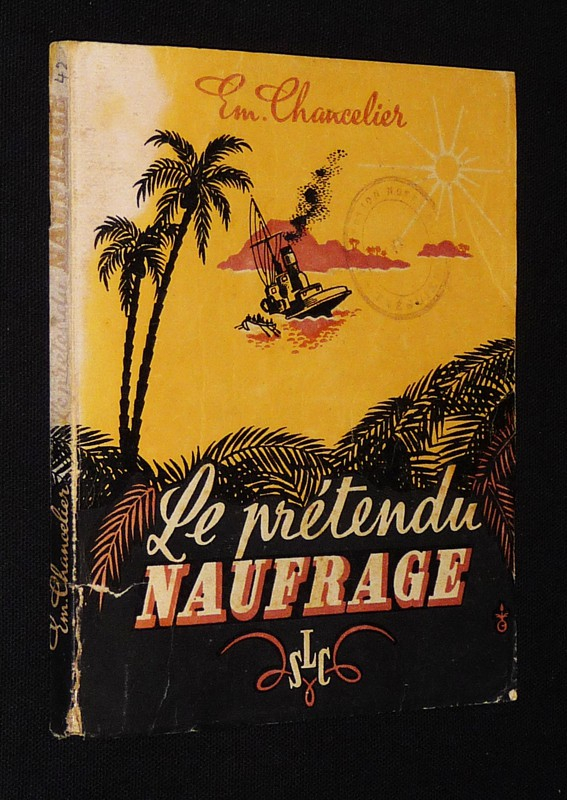 Em. Chancelier
Le prétendu
NAUFRAGE
SLC
Em. Chancelier
Le prétendu NAUFRAGE
42